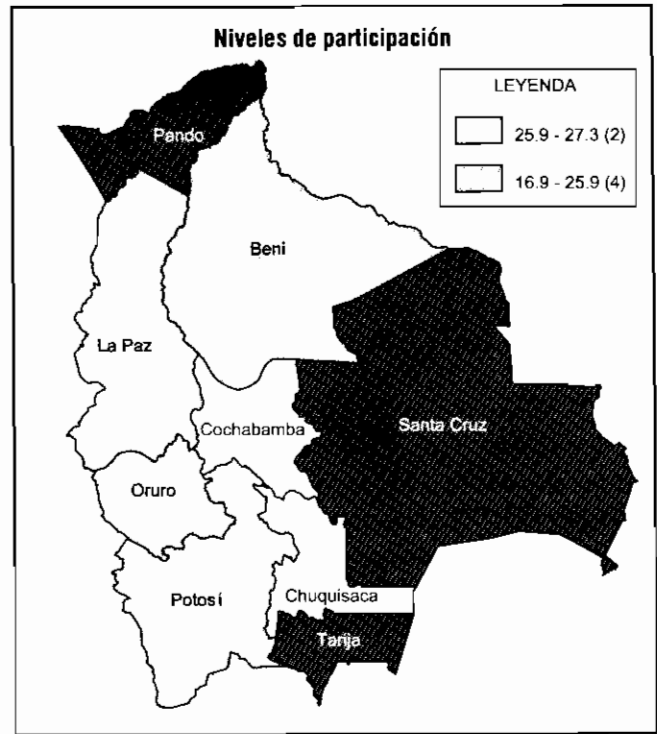 Niveles de participación
LEYENDA
25.9 - 27.3 (2)
16.9 - 25.9 (4)
Pando
Beni
La Paz
Cochabamba
Santa Cruz
Oruro
Potosí
Chuquisaca
Tarija